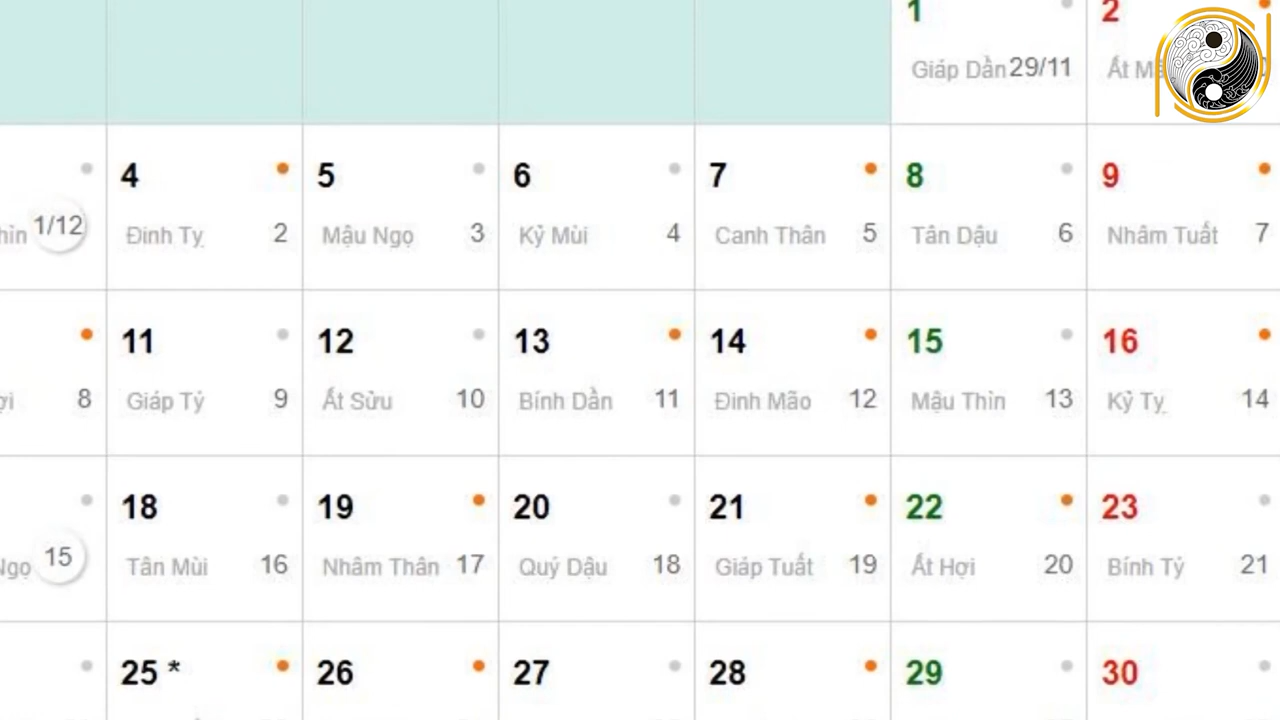 1 2
Giáp Dần 29/11 Ất
4 5 6 7 8 9
1/12 Đinh Tỵ 2 Mậu Ngọ 3 Kỷ Mùi 4 Canh Thân 5 Tân Dậu 6 Nhâm Tuất 7
11 12 13 14 15 16
8 Giáp Tý 9 Ất Sửu 10 Bính Dần 11 Đinh Mão 12 Mậu Thìn 13 Kỷ Tỵ 14
18 19 20 21 22 23
Ngọ 15 Tân Mùi 16 Nhâm Thân 17 Quý Dậu 18 Giáp Tuất 19 Ất Hợi 20 Bính Tý 21
25 * 26 27 28 29 30